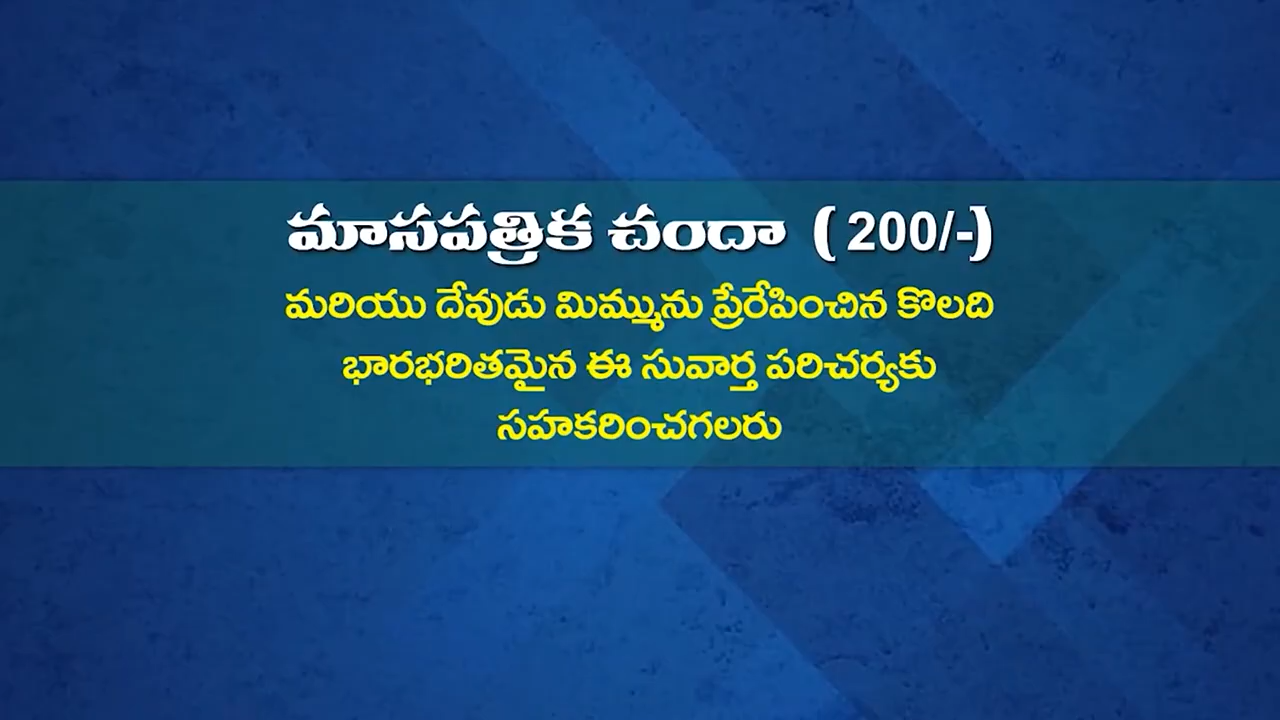 మాసపత్రిక చందా ( 200/-)
మరియు దేవుడు మిమ్మును ప్రేరేపించిన కొలది
భారభరితమైన ఈ సువార్త పరిచర్యకు
సహకరించగలరు